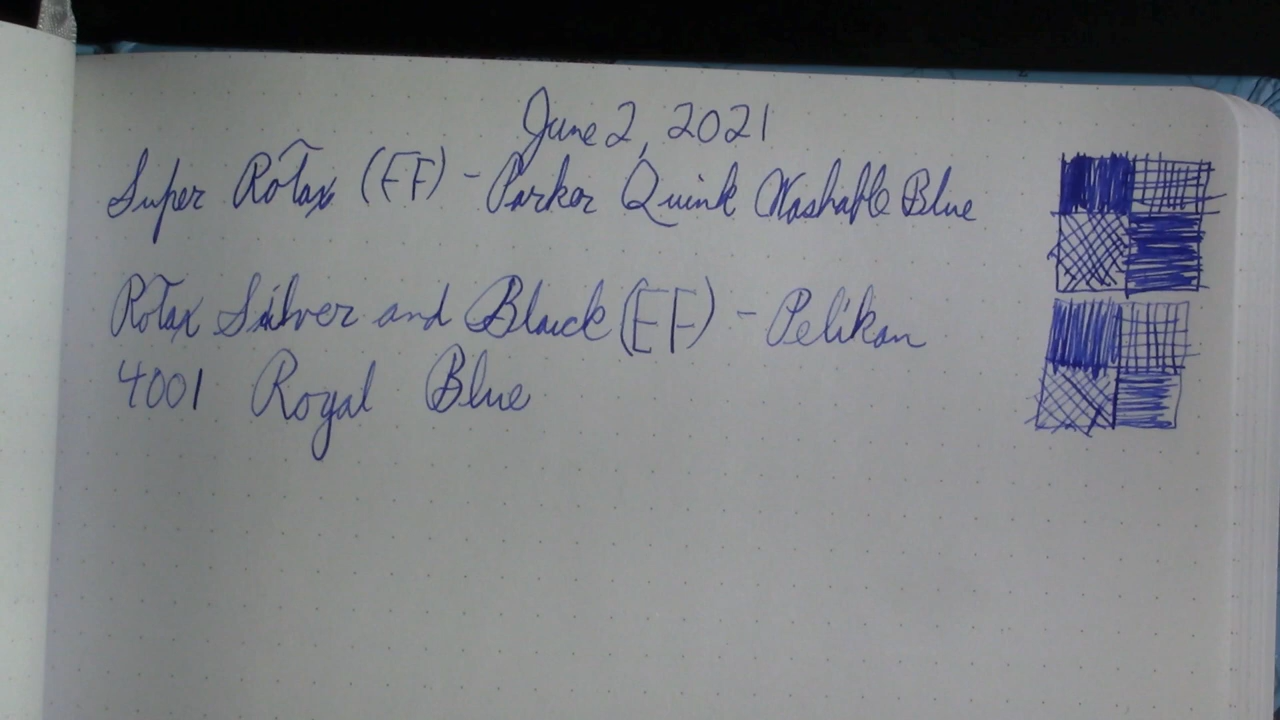 June 2, 2021
Super Rotax (EF) - Parker Quink Washable Blue
Rotax Silver and Black (EF) - Pelikan
4001 Royal Blue